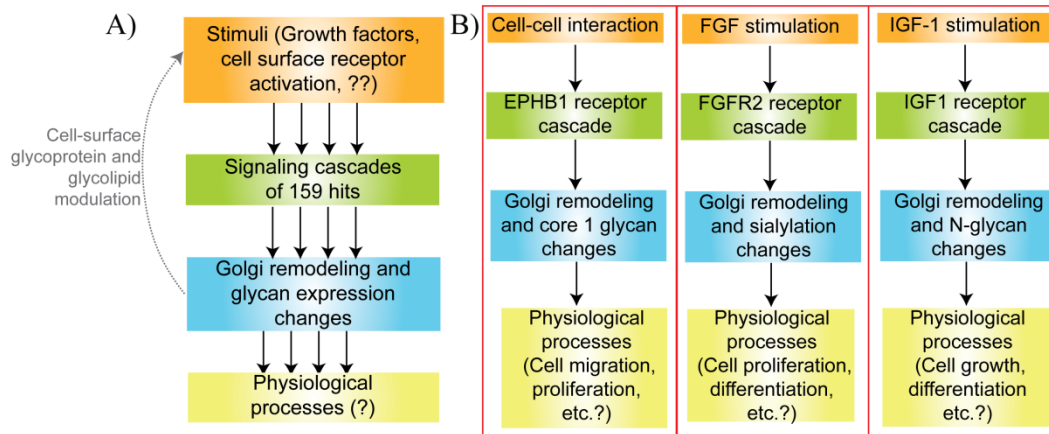 A)
Stimuli (Growth factors,
cell surface receptor
activation, ??)
Cell-surface
glycoprotein and
glycolipid
modulation
Signaling cascades
of 159 hits
Golgi remodeling and
glycan expression
changes
Physiological
processes (?)
B)
Cell-cell interaction
EPHB1 receptor
cascade
Golgi remodeling
and core 1 glycan
changes
Physiological
processes
(Cell migration,
proliferation,
etc.?)
FGF stimulation
FGFR2 receptor
cascade
Golgi remodeling
and sialylation
changes
Physiological
processes
(Cell proliferation,
differentiation,
etc.?)
IGF-1 stimulation
IGF1 receptor
cascade
Golgi remodeling
and N-glycan
changes
Physiological
processes
(Cell growth,
differentiation
etc.?)